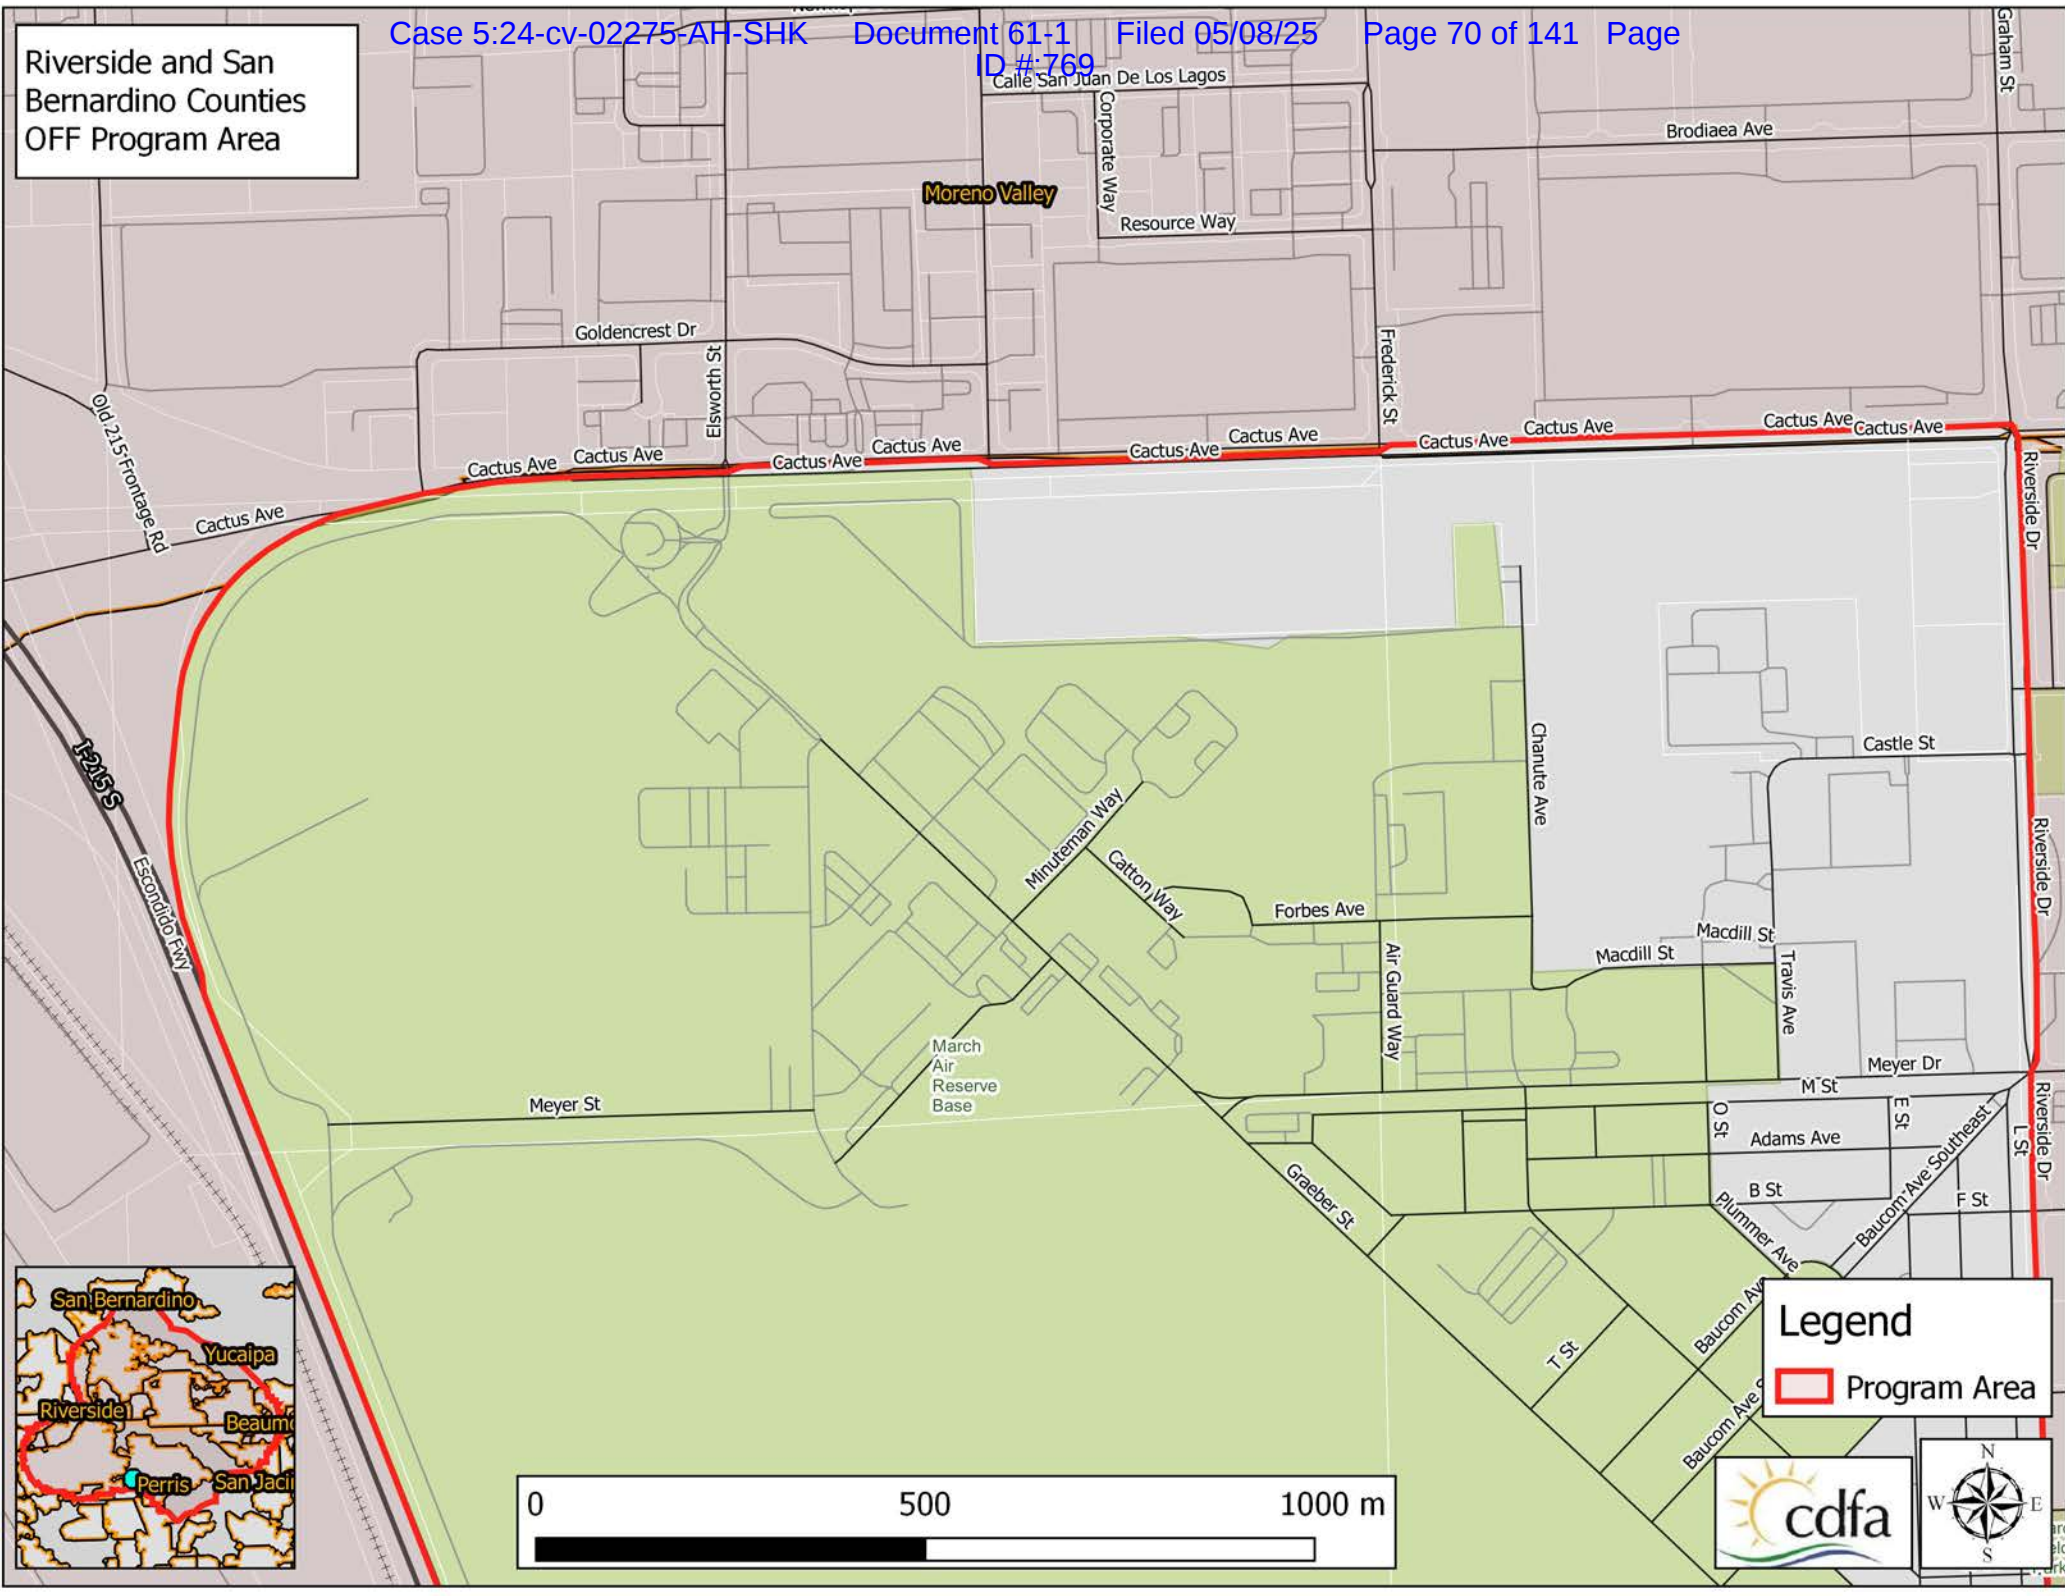 Case 5:24-cv-02275-AH-SHK Document 61-1 Filed 05/08/25 Page 70 of 141 Page
ID #:769
Riverside and San
Bernardino Counties
OFF Program Area
Graham St
Calle San Juan De Los Lagos
Corporate Way
Brodiaea Ave
Moreno Valley
Resource Way
Goldencrest Dr
Elsworth St
Frederick St
Old 215 Frontage Rd
Cactus Ave
Cactus Ave
Cactus Ave
Cactus Ave
Cactus Ave
Cactus Ave
Cactus Ave
Cactus Ave
Cactus Ave
Cactus Ave
Cactus Ave
Riverside Dr
I-215 S
Escondido Fwy
Castle St
Chanute Ave
Minuteman Way
Catton Way
Forbes Ave
Riverside Dr
Macdill St
Macdill St
Air Guard Way
Travis Ave
March
Air
Reserve
Base
Meyer St
Meyer Dr
M St
O St
E St
L St
Riverside Dr
Adams Ave
Baucom Ave Southeast
B St
F St
Graeber St
Plummer Ave
Baucom Ave
T St
Baucom Ave S
Legend
Program Area
San Bernardino
Yucaipa
Riverside
Beaumo
Perris
San Jaci
0 500 1000 m
cdfa
N
W E
S